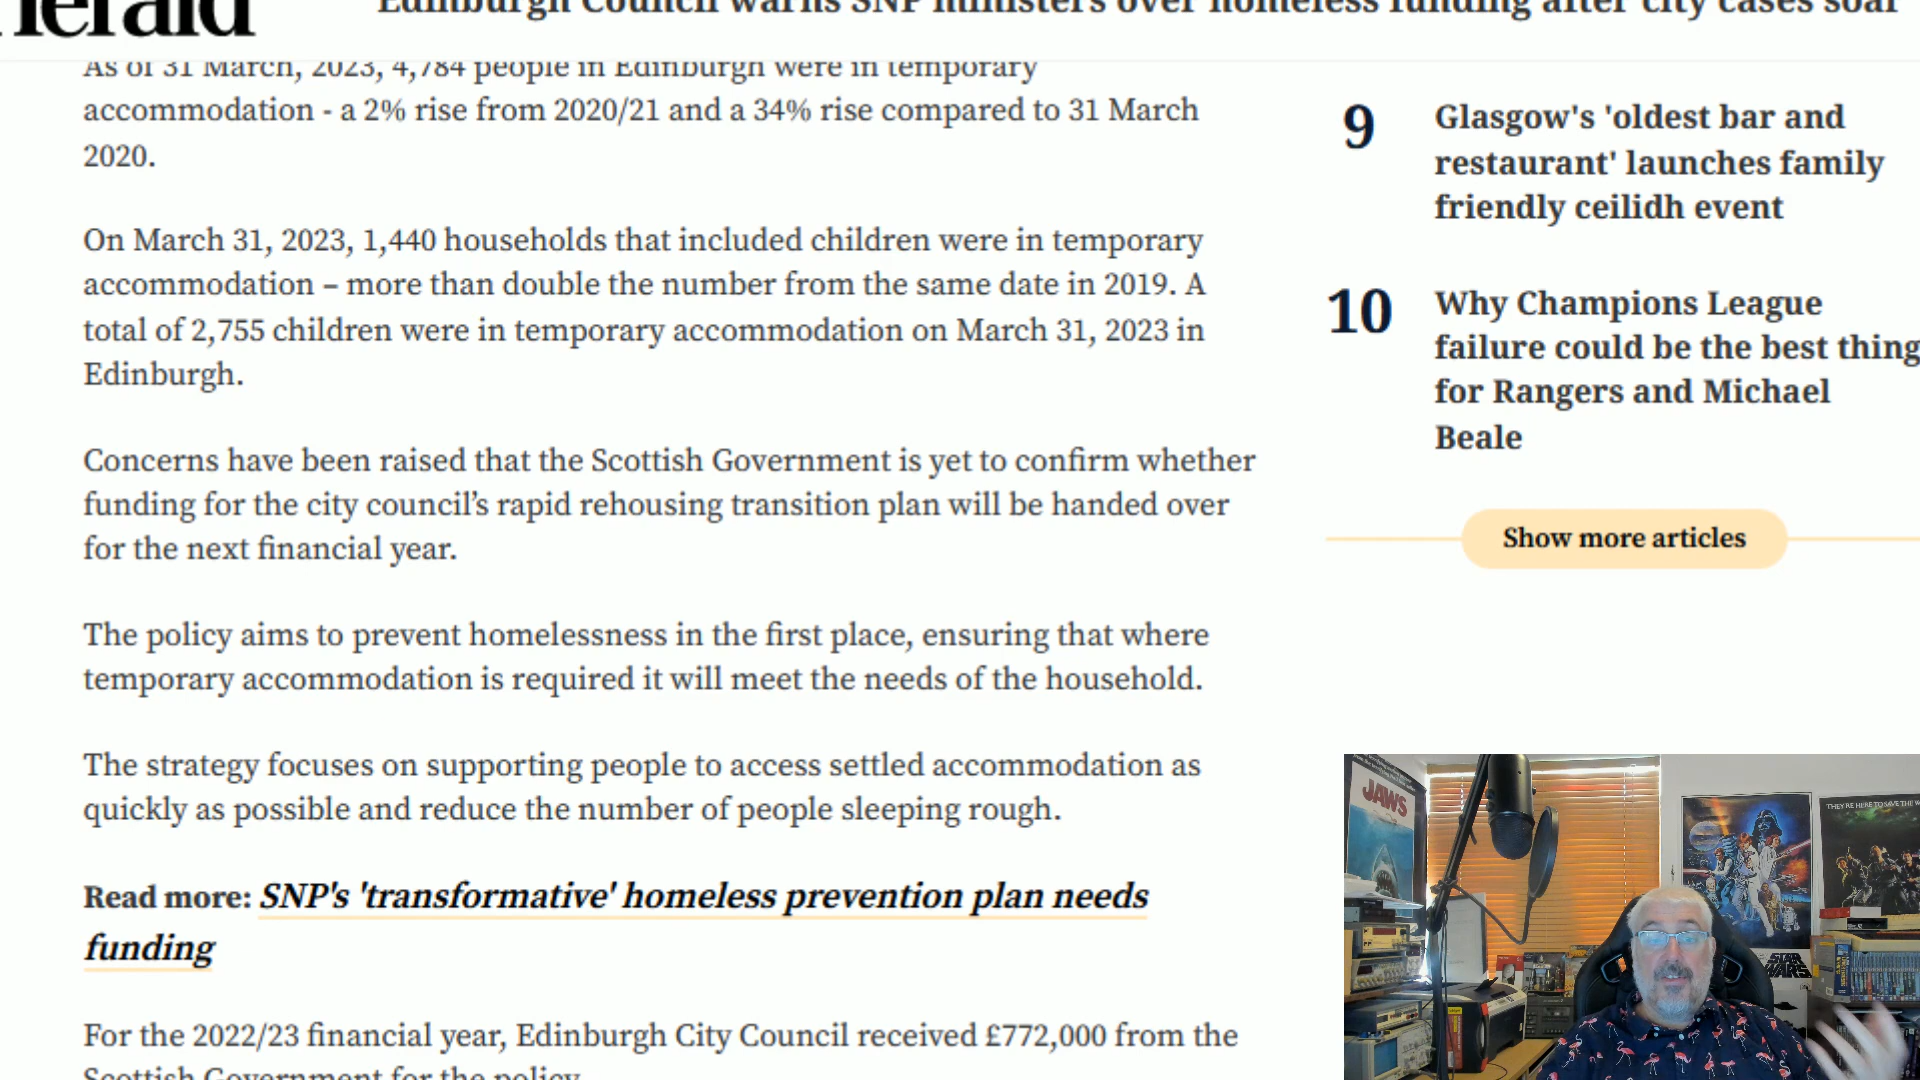 Herald
Edinburgh Council warns SNP ministers over homeless funding after city cases soar
As of 31 March, 2023, 4,784 people in Edinburgh were in temporary
accommodation - a 2% rise from 2020/21 and a 34% rise compared to 31 March
2020.
On March 31, 2023, 1,440 households that included children were in temporary
accommodation – more than double the number from the same date in 2019. A
total of 2,755 children were in temporary accommodation on March 31, 2023 in
Edinburgh.
Concerns have been raised that the Scottish Government is yet to confirm whether
funding for the city council’s rapid rehousing transition plan will be handed over
for the next financial year.
The policy aims to prevent homelessness in the first place, ensuring that where
temporary accommodation is required it will meet the needs of the household.
The strategy focuses on supporting people to access settled accommodation as
quickly as possible and reduce the number of people sleeping rough.
Read more: SNP's 'transformative' homeless prevention plan needs
funding
For the 2022/23 financial year, Edinburgh City Council received £772,000 from the
Scottish Government for the policy.
9
Glasgow's 'oldest bar and
restaurant' launches family
friendly ceilidh event
10
Why Champions League
failure could be the best thing
for Rangers and Michael
Beale
Show more articles
JAWS
THEY'RE HERE TO SAVE THE W
STAR
WARS